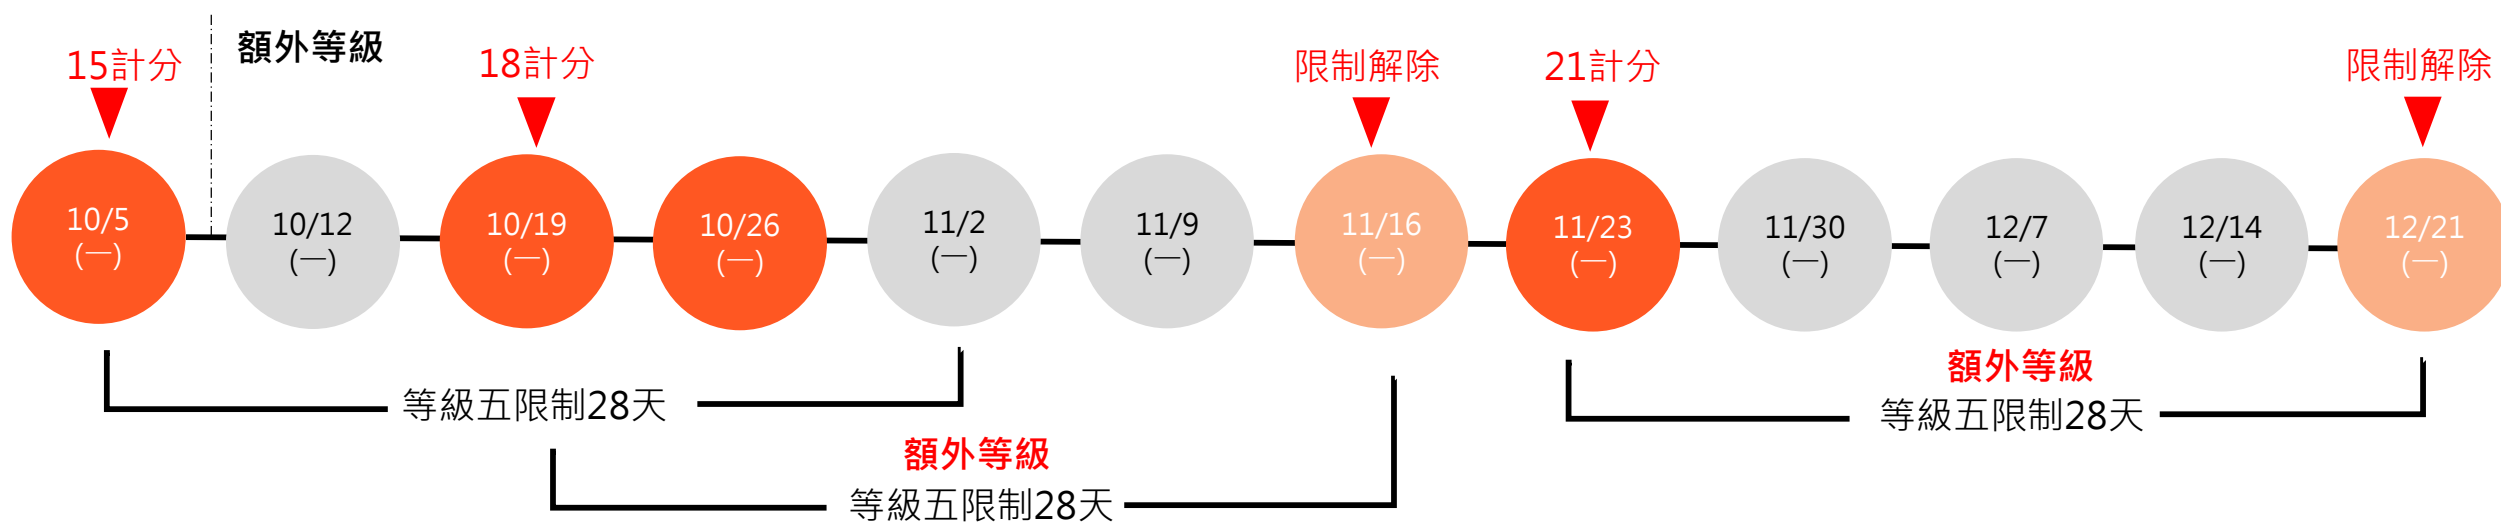 15計分
額外等級
18計分
限制解除
21計分
限制解除
10/5
(一)
10/12
(一)
10/19
(一)
10/26
(一)
11/2
(一)
11/9
(一)
11/16
(一)
11/23
(一)
11/30
(一)
12/7
(一)
12/14
(一)
12/21
(一)
等級五限制28天
額外等級
等級五限制28天
額外等級
等級五限制28天